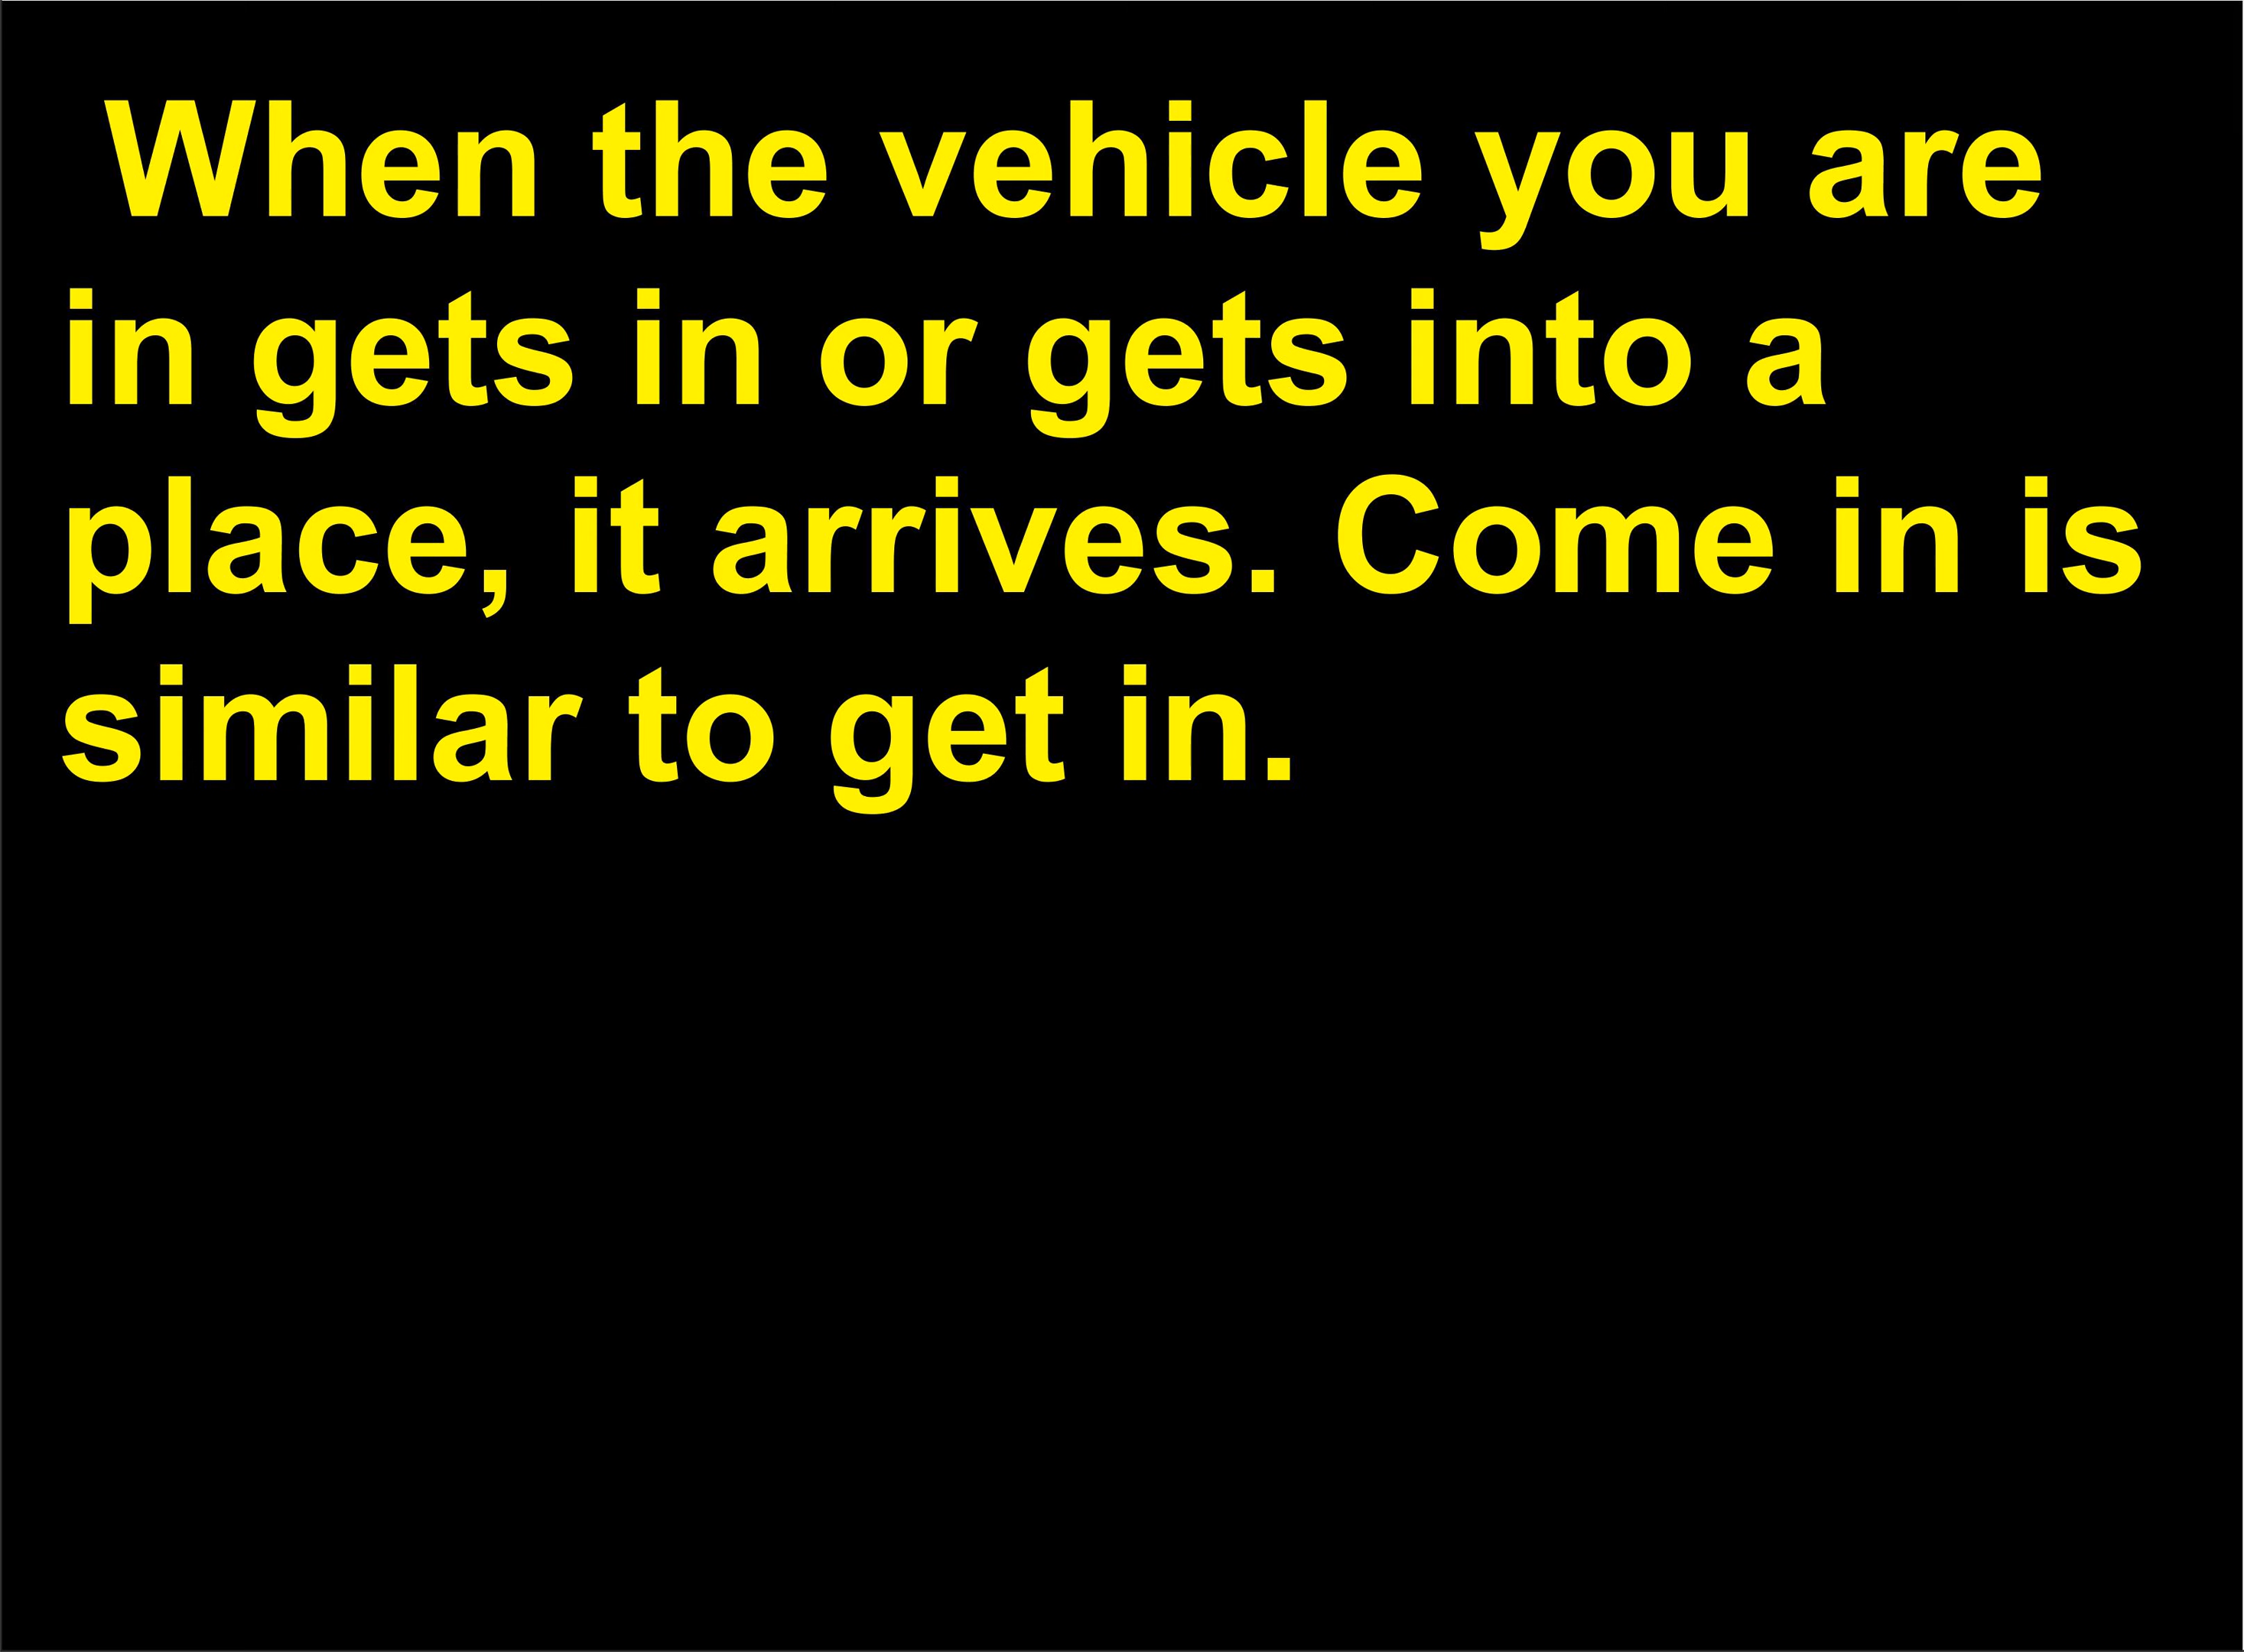 When the vehicle you are
in gets in or gets into a
place, it arrives. Come in is
similar to get in.